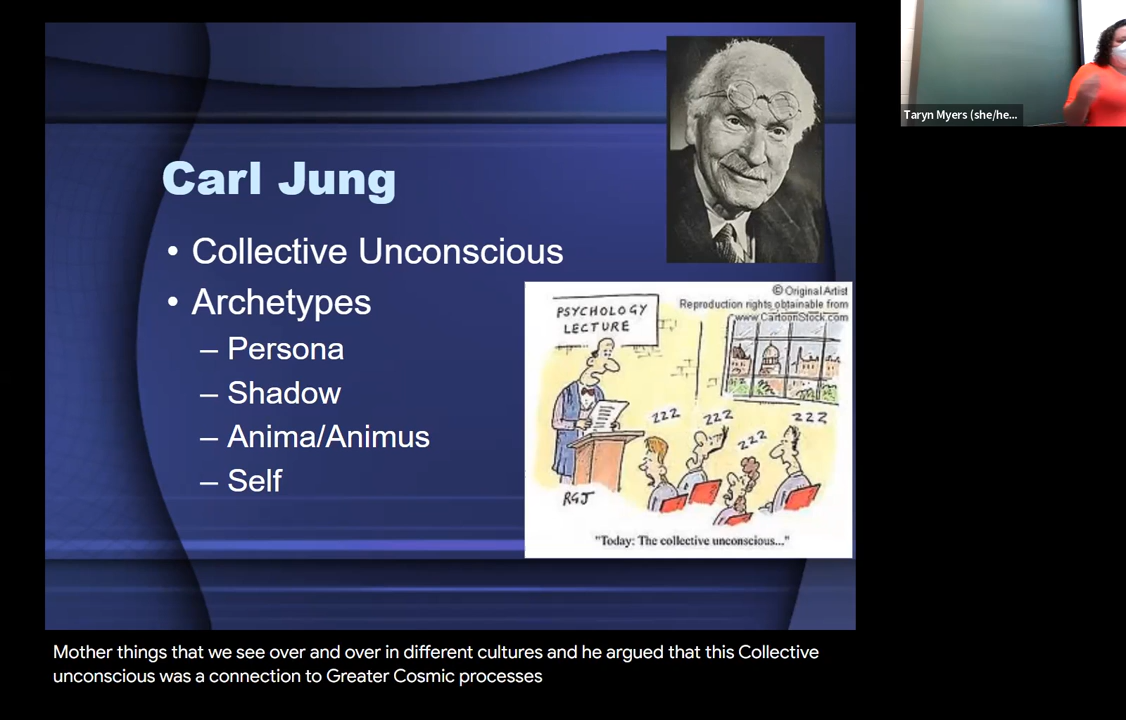 Carl Jung
• Collective Unconscious
• Archetypes
– Persona
– Shadow
– Anima/Animus
– Self
© Original Artist
Reproduction rights obtainable from
www.CartoonStock.com
PSYCHOLOGY
LECTURE
ZZZ
ZZZ
ZZZ
ZZZ
RGJ
"Today: The collective unconscious..."
Taryn Myers (she/he...
Mother things that we see over and over in different cultures and he argued that this Collective
unconscious was a connection to Greater Cosmic processes